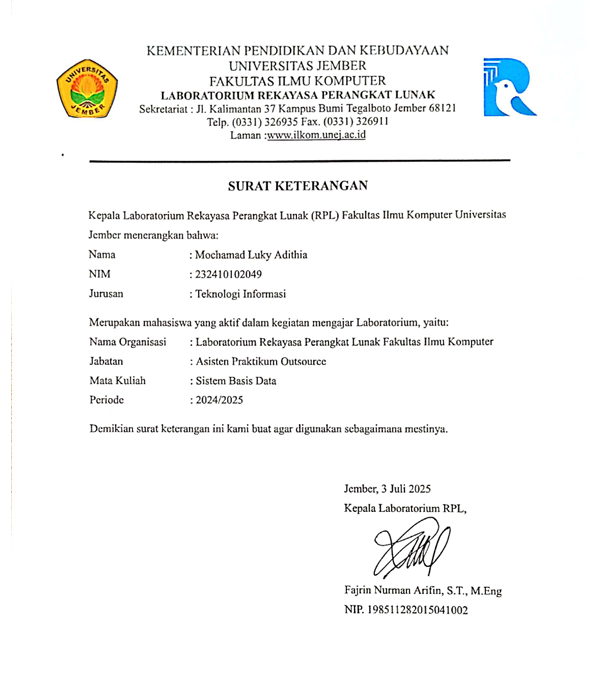 KEMENTERIAN PENDIDIKAN DAN KEBUDAYAAN
UNIVERSITAS JEMBER
FAKULTAS ILMU KOMPUTER
LABORATORIUM REKAYASA PERANGKAT LUNAK
Sekretariat : Jl. Kalimantan 37 Kampus Bumi Tegalboto Jember 68121
Telp. (0331) 326935 Fax. (0331) 326911
Laman :www.ilkom.unej.ac.id
UNIVERSITAS
JEMBER
SURAT KETERANGAN
Kepala Laboratorium Rekayasa Perangkat Lunak (RPL) Fakultas Ilmu Komputer Universitas
Jember menerangkan bahwa:
Nama : Mochamad Luky Adithia
NIM : 232410102049
Jurusan : Teknologi Informasi
Merupakan mahasiswa yang aktif dalam kegiatan mengajar Laboratorium, yaitu:
Nama Organisasi : Laboratorium Rekayasa Perangkat Lunak Fakultas Ilmu Komputer
Jabatan : Asisten Praktikum Outsource
Mata Kuliah : Sistem Basis Data
Periode : 2024/2025
Demikian surat keterangan ini kami buat agar digunakan sebagaimana mestinya.
Jember, 3 Juli 2025
Kepala Laboratorium RPL,
Fajrin Nurman Arifin, S.T., M.Eng
NIP. 198511282015041002